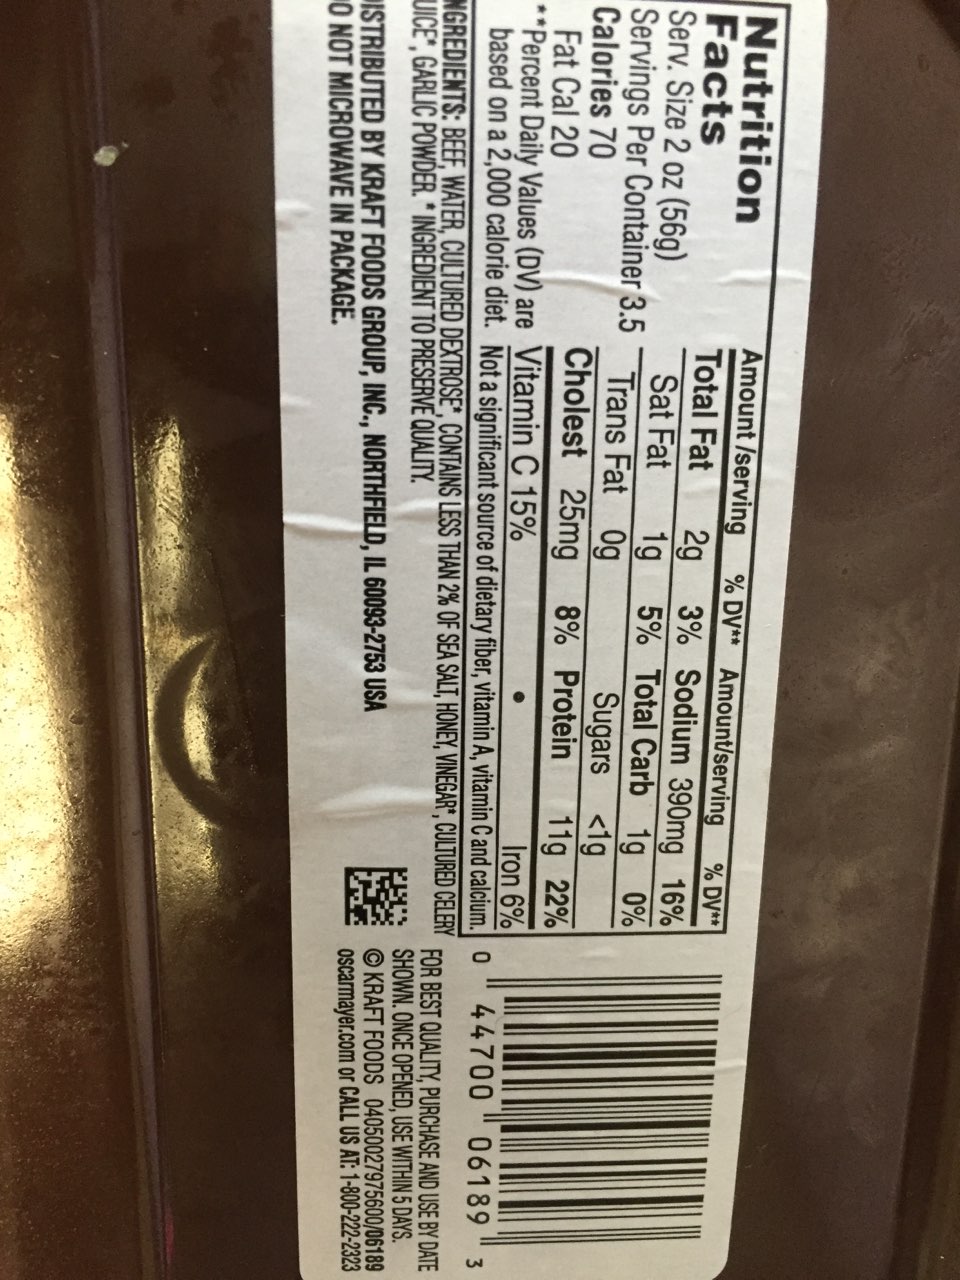 Nutrition
Facts
Serv. Size 2 oz (56g)
Servings Per Container 3.5
Calories 70
Fat Cal 20
**Percent Daily Values (DV) are
based on a 2,000 calorie diet.
Amount /serving % DV** Amount/serving % DV**
Total Fat 2g 3% Sodium 390mg 16%
Sat Fat 1g 5% Total Carb 1g 0%
Trans Fat 0g Sugars <1g
Cholest 25mg 8% Protein 11g 22%
Vitamin C 15% • Iron 6%
Not a significant source of dietary fiber, vitamin A, vitamin C and calcium.
NGREDIENTS: BEEF, WATER, CULTURED DEXTROSE*, CONTAINS LESS THAN 2% OF SEA SALT, HONEY, VINEGAR*, CULTURED CELERY
UICE*, GARLIC POWDER. * INGREDIENT TO PRESERVE QUALITY.
ISTRIBUTED BY KRAFT FOODS GROUP, INC., NORTHFIELD, IL 60093-2753 USA
O NOT MICROWAVE IN PACKAGE.
0 44700 06189 3
FOR BEST QUALITY, PURCHASE AND USE BY DATE
SHOWN. ONCE OPENED, USE WITHIN 5 DAYS.
© KRAFT FOODS 04050027975600/06189
oscarmayer.com or CALL US AT: 1-800-222-2323